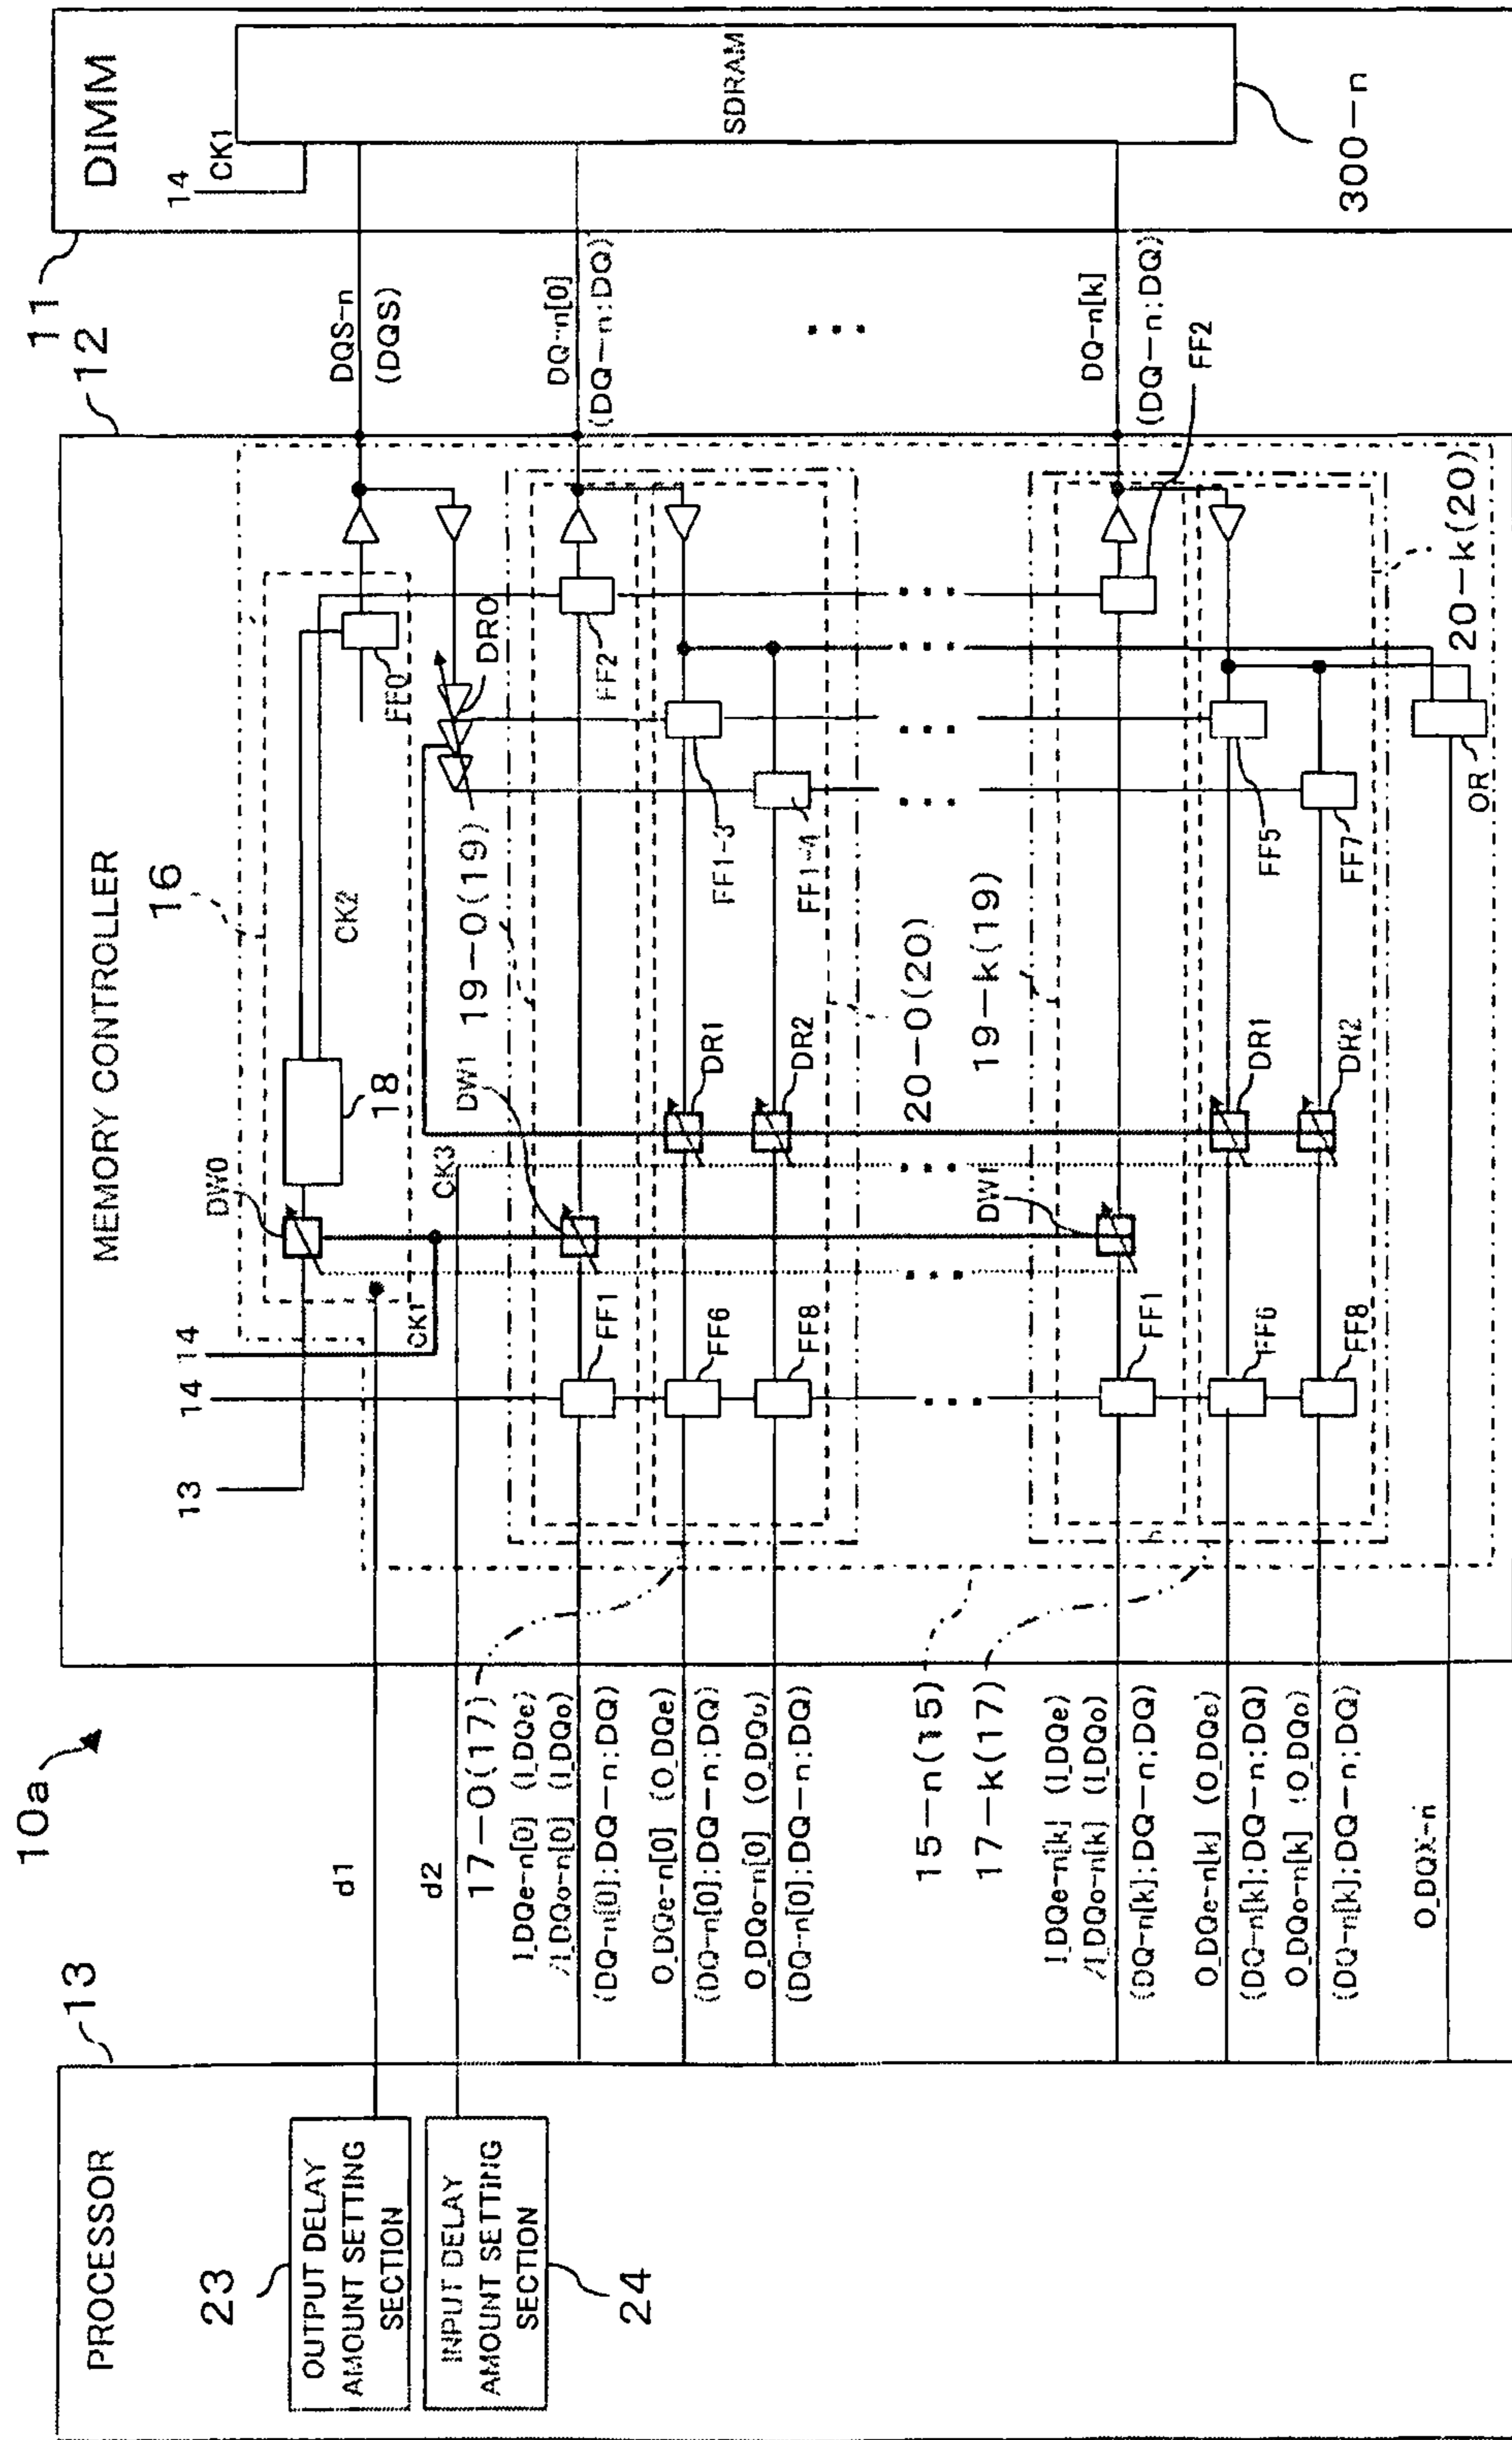 10a
PROCESSOR
13
23
OUTPUT DELAY
AMOUNT SETTING
SECTION
INPUT DELAY
AMOUNT SETTING
SECTION
24
d1
d2
17-0(17)
I_DQe-n[0] (I_DQe)
/I_DQo-n[0] (I_DQo)
(DQ-n[0]:DQ-n:DQ)
O_DQe-n[0] (O_DQe)
(DQ-n[0]:DQ-n:DQ)
O_DQo-n[0] (O_DQo)
(DQ-n[0]:DQ-n:DQ)
15-n(15)
17-k(17)
I_DQe-n[k] (I_DQe)
/I_DQo-n[k] (I_DQo)
(DQ-n[k]:DQ-n:DQ)
O_DQe-n[k] (O_DQe)
(DQ-n[k]:DQ-n:DQ)
O_DQo-n[k] (O_DQo)
(DQ-n[k]:DQ-n:DQ)
MEMORY CONTROLLER
12
13
14
14
16
DW0
18
CK1
CK2
CK3
FF0
DR0
19-0(19)
DW1
FF1
FF2
FF6
FF8
DR1
DR2
FF1-3
FF1-4
20-0(20)
19-k(19)
DW1
FF1
FF6
FF8
DR1
DR2
FF5
FF7
OR
20-k(20)
FF2
DQS-n
(DQS)
DQ-n[0]
(DQ-n:DQ)
DQ-n[k]
(DQ-n:DQ)
11
DIMM
14
CK1
SDRAM
300-n